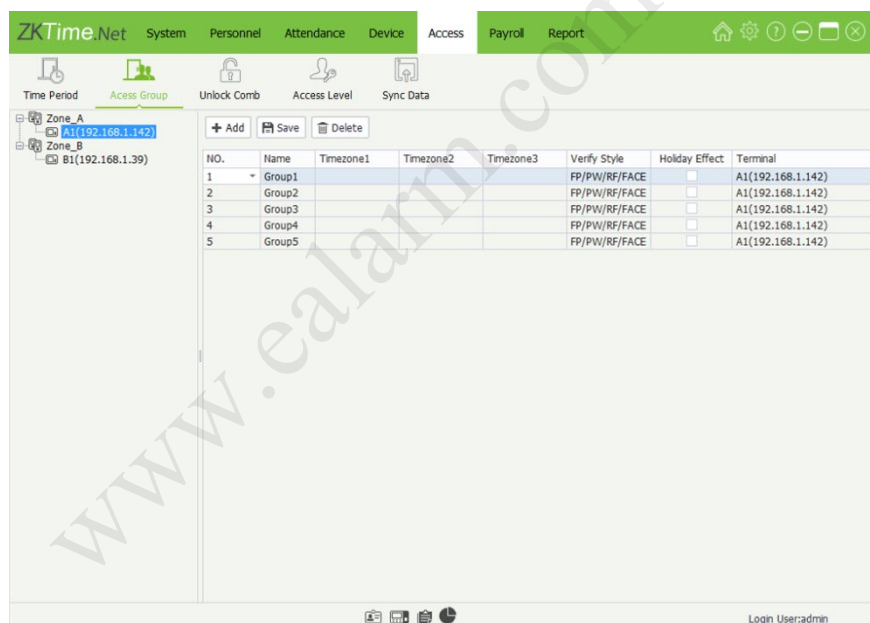 ZKTime.Net System Personnel Attendance Device Access Payroll Report
Time Period Acess Group Unlock Comb Access Level Sync Data
Zone_A
A1(192.168.1.142)
Zone_B
B1(192.168.1.39)
Add Save Delete
NO. Name Timezone1 Timezone2 Timezone3 Verify Style Holiday Effect Terminal
1 Group1 FP/PW/RF/FACE A1(192.168.1.142)
2 Group2 FP/PW/RF/FACE A1(192.168.1.142)
3 Group3 FP/PW/RF/FACE A1(192.168.1.142)
4 Group4 FP/PW/RF/FACE A1(192.168.1.142)
5 Group5 FP/PW/RF/FACE A1(192.168.1.142)
www.ealarm.com
Login User:admin